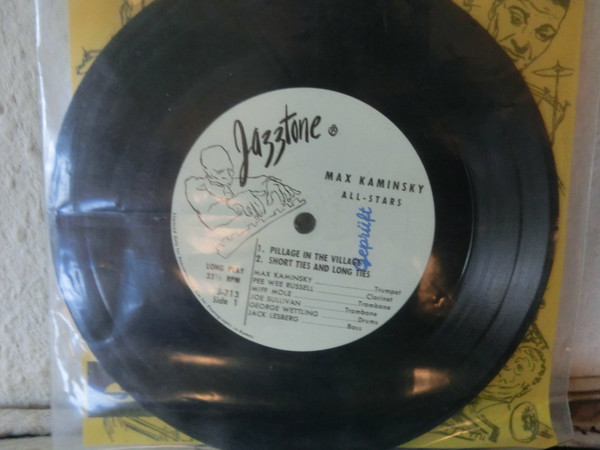 Jazztone ®
MAX KAMINSKY
ALL-STARS
geprüft
1. PILLAGE IN THE VILLAGE
2. SHORT TIES AND LONG TIES
LONG PLAY
33⅓ RPM
J-713
Side 1
MAX KAMINSKY Trumpet
PEE WEE RUSSELL Clarinet
MIFF MOLE Trombone
JOE SULLIVAN Trombone
GEORGE WETTLING Drums
JACK LESBERG Bass